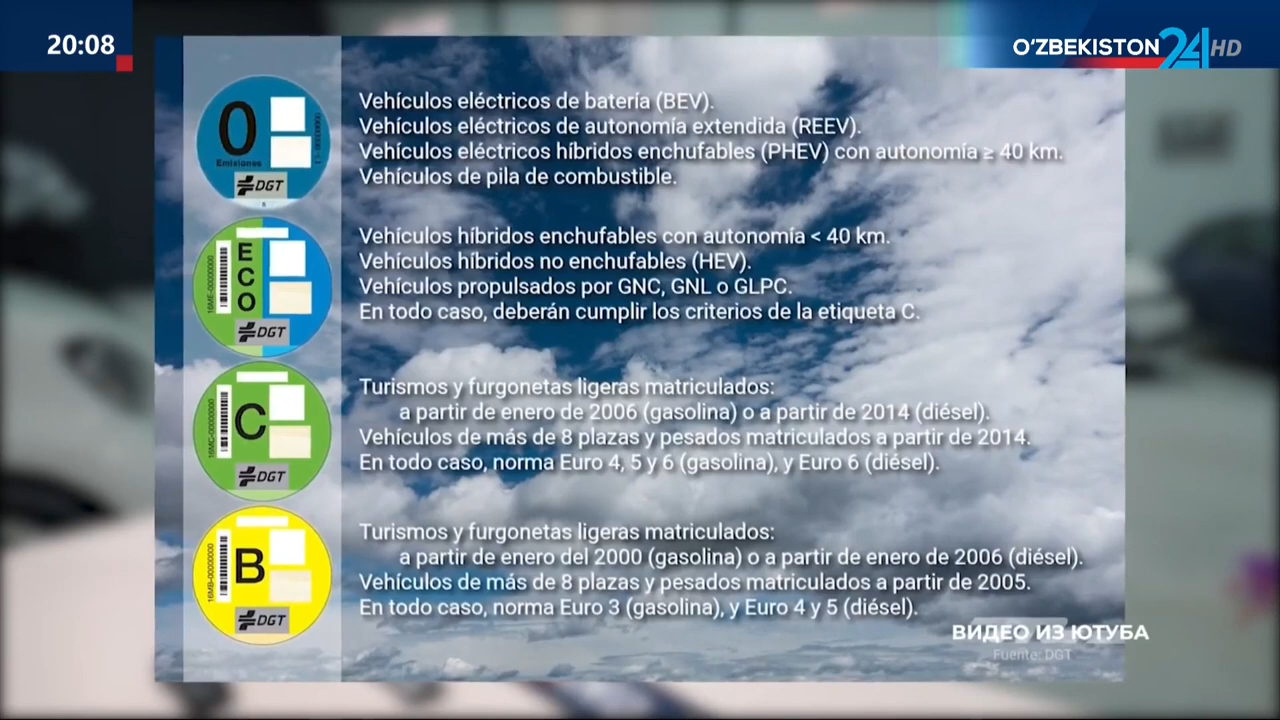 20:08
O‘ZBEKISTON 24 HD
Vehículos eléctricos de batería (BEV).
Vehículos eléctricos de autonomía extendida (REEV).
Vehículos eléctricos híbridos enchufables (PHEV) con autonomía ≥ 40 km.
Vehículos de pila de combustible.
0
Emisiones
DGT
Vehículos híbridos enchufables con autonomía < 40 km.
Vehículos híbridos no enchufables (HEV).
Vehículos propulsados por GNC, GNL o GLPC.
En todo caso, deberán cumplir los criterios de la etiqueta C.
ECO
16ME-00000000
DGT
Turismos y furgonetas ligeras matriculados:
a partir de enero de 2006 (gasolina) o a partir de 2014 (diésel).
Vehículos de más de 8 plazas y pesados matriculados a partir de 2014.
En todo caso, norma Euro 4, 5 y 6 (gasolina), y Euro 6 (diésel).
C
16MC-00000000
DGT
Turismos y furgonetas ligeras matriculados:
a partir de enero del 2000 (gasolina) o a partir de enero de 2006 (diésel).
Vehículos de más de 8 plazas y pesados matriculados a partir de 2005.
En todo caso, norma Euro 3 (gasolina), y Euro 4 y 5 (diésel).
B
16MB-00000000
DGT
ВИДЕО ИЗ ЮТУБА
Fuente: DGT